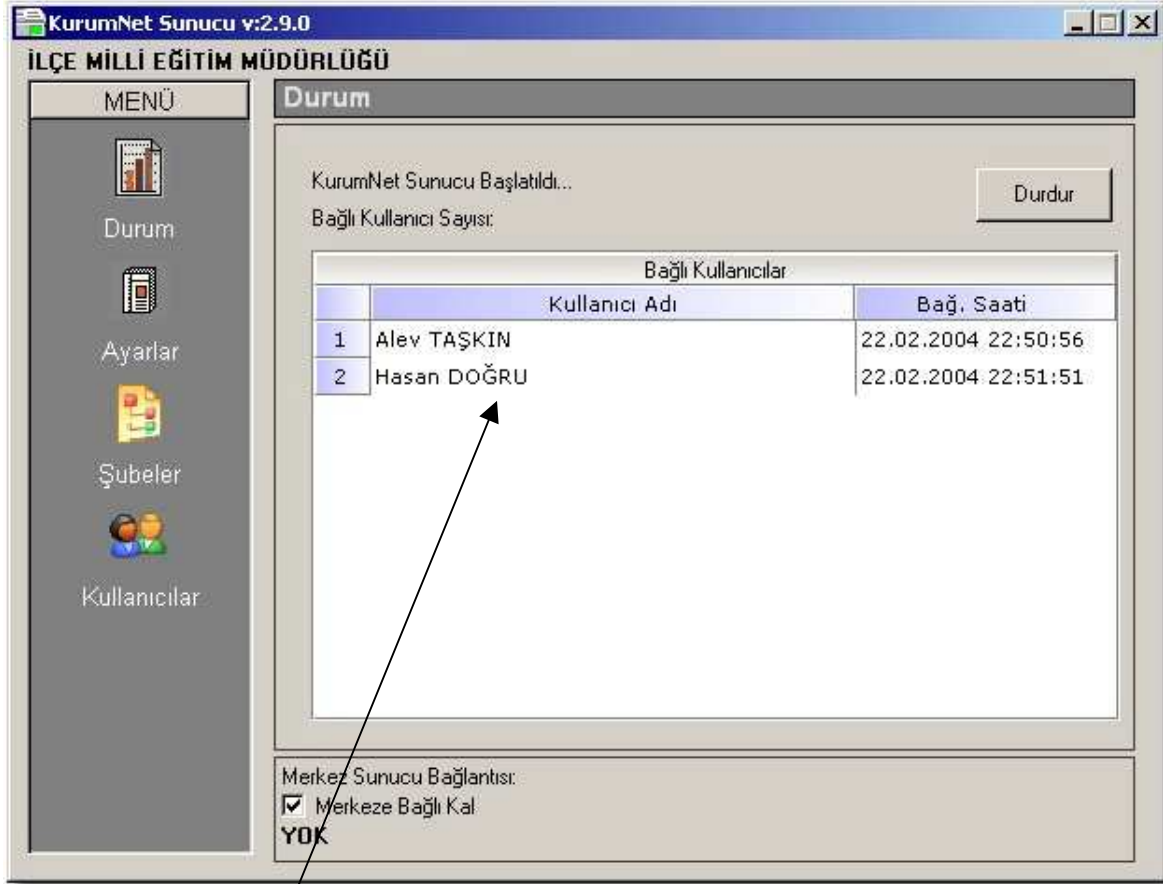 KurumNet Sunucu v:2.9.0
İLÇE MİLLİ EĞİTİM MÜDÜRLÜĞÜ
MENÜ
Durum
Ayarlar
Şubeler
Kullanıcılar
Durum
KurumNet Sunucu Başlatıldı...
Durdur
Bağlı Kullanıcı Sayısı:
Bağlı Kullanıcılar
Kullanıcı Adı Bağ. Saati
1 Alev TAŞKIN 22.02.2004 22:50:56
2 Hasan DOĞRU 22.02.2004 22:51:51
Merkez Sunucu Bağlantısı:
Merkeze Bağlı Kal
YOK